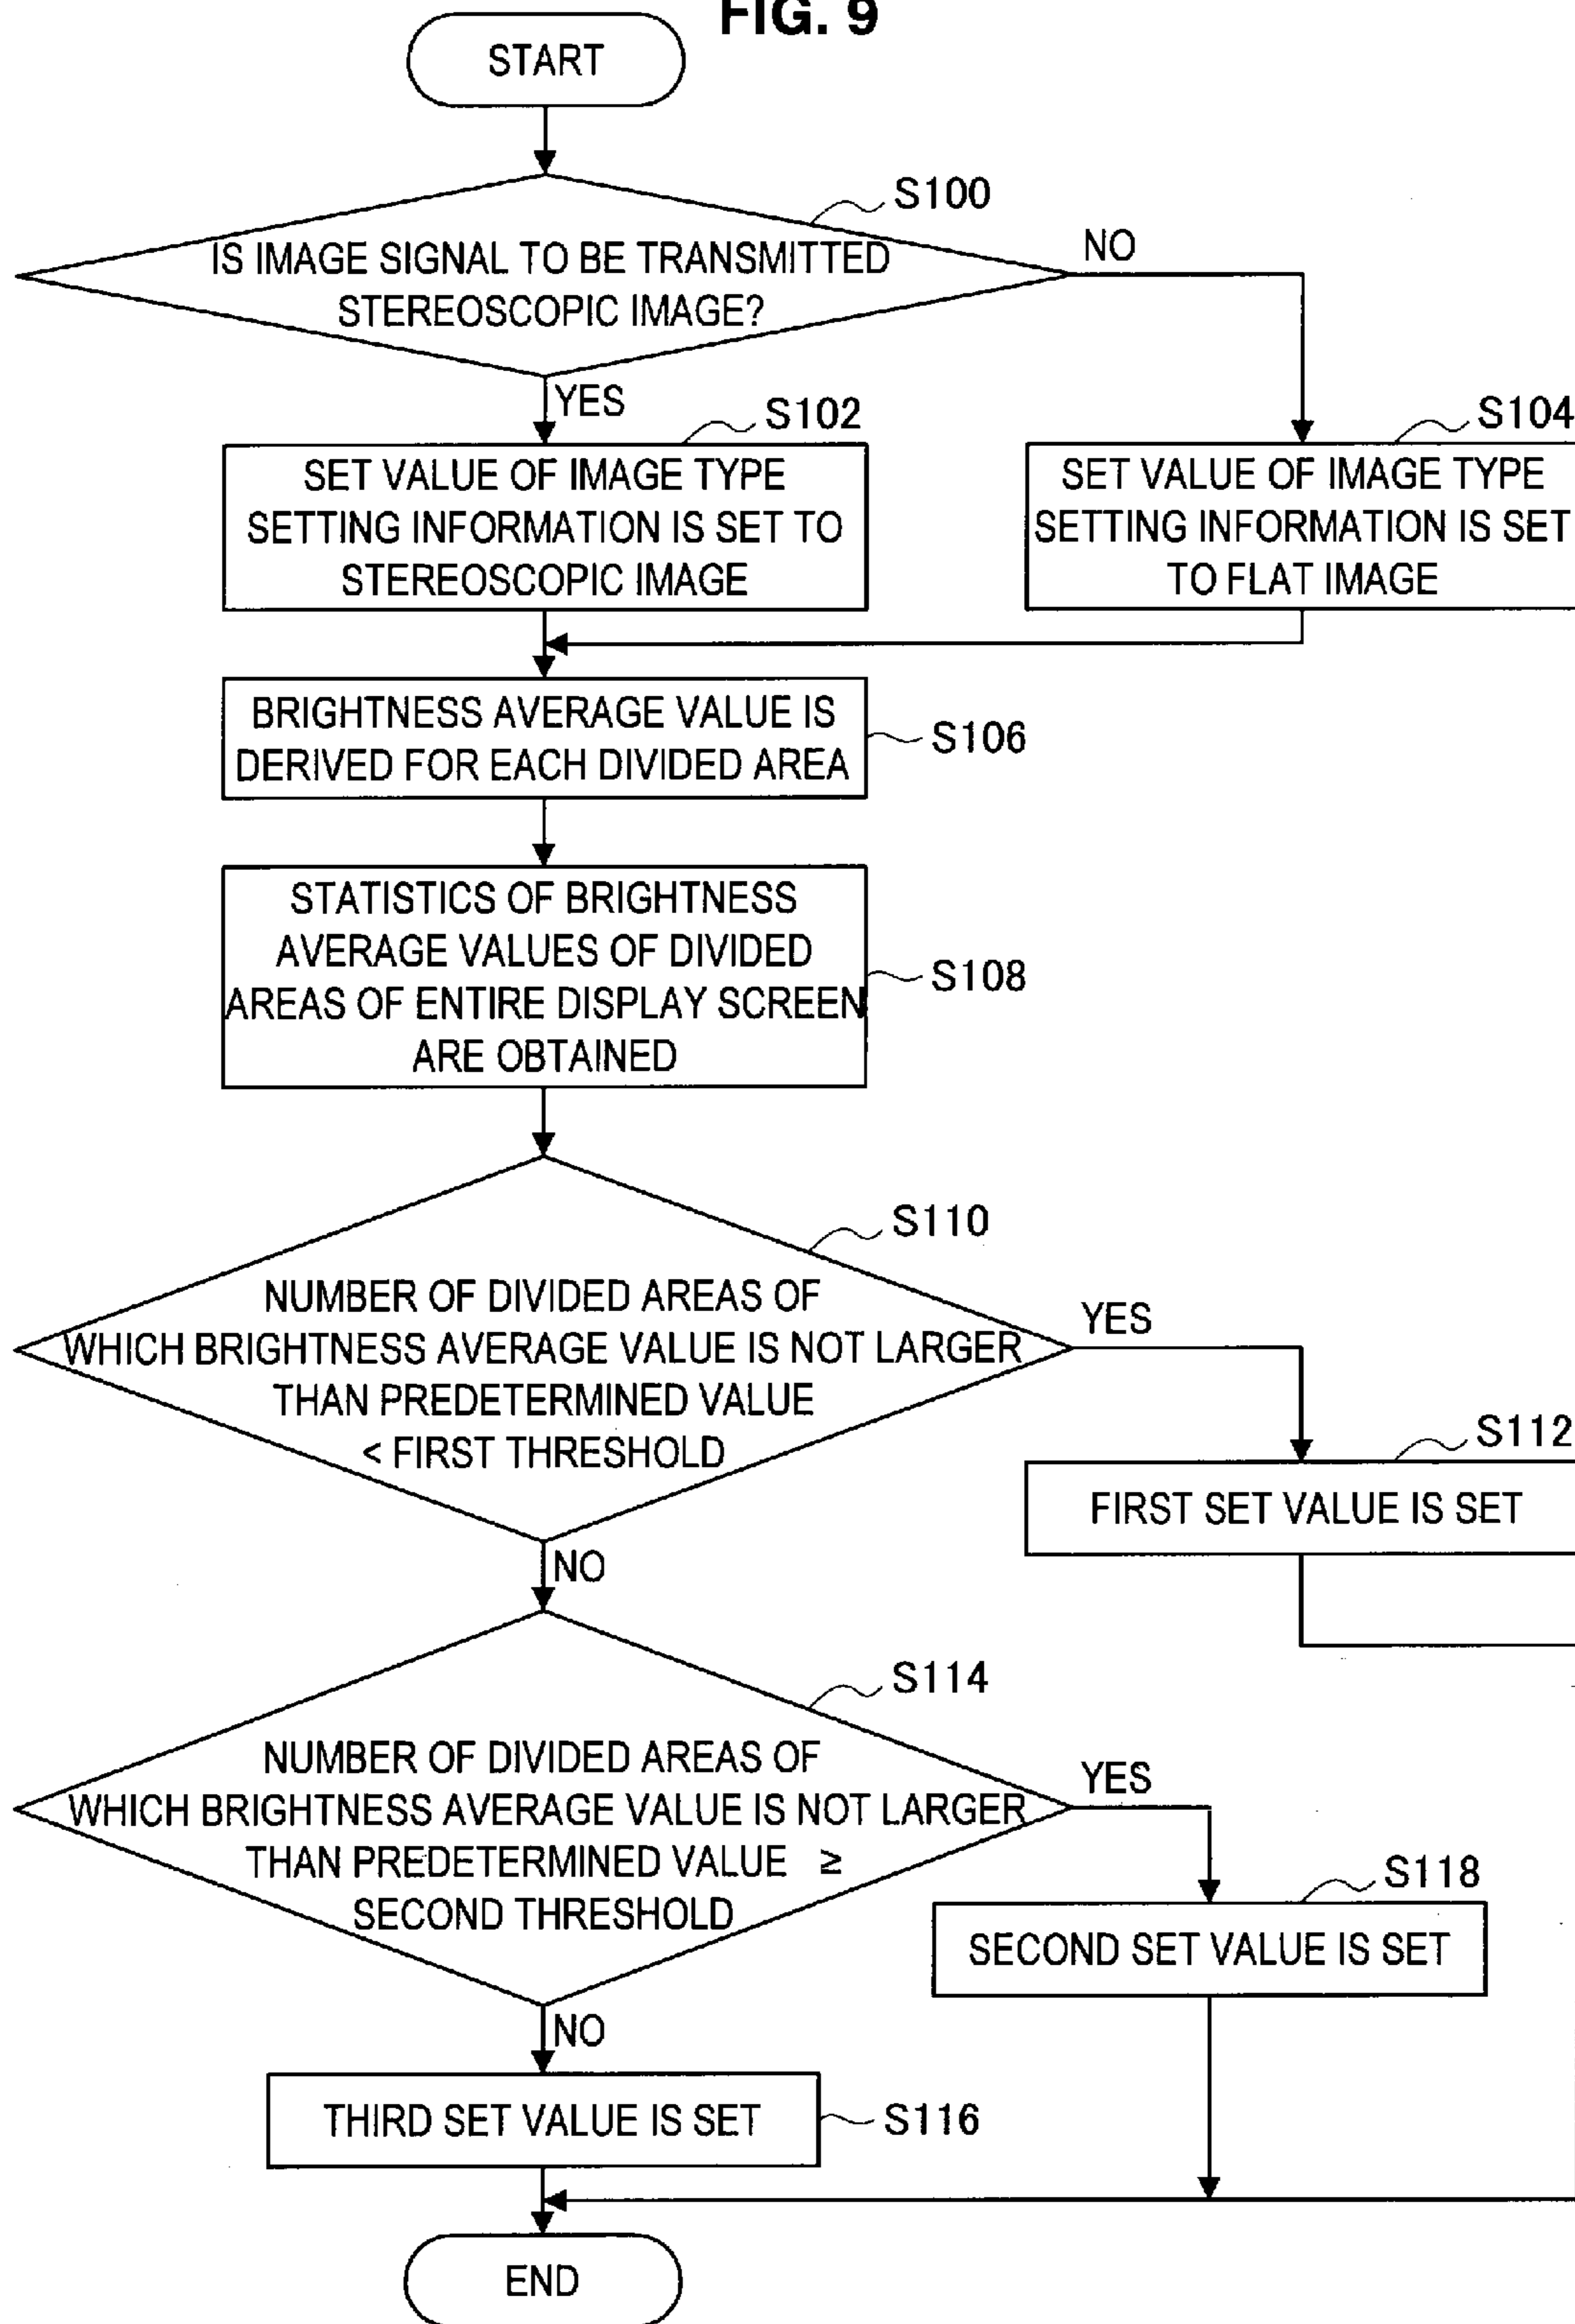 FIG. 9
START
S100
IS IMAGE SIGNAL TO BE TRANSMITTED
STEREOSCOPIC IMAGE?
NO
YES
S102
SET VALUE OF IMAGE TYPE
SETTING INFORMATION IS SET TO
STEREOSCOPIC IMAGE
S104
SET VALUE OF IMAGE TYPE
SETTING INFORMATION IS SET
TO FLAT IMAGE
BRIGHTNESS AVERAGE VALUE IS
DERIVED FOR EACH DIVIDED AREA
S106
STATISTICS OF BRIGHTNESS
AVERAGE VALUES OF DIVIDED
AREAS OF ENTIRE DISPLAY SCREEN
ARE OBTAINED
S108
S110
NUMBER OF DIVIDED AREAS OF
WHICH BRIGHTNESS AVERAGE VALUE IS NOT LARGER
THAN PREDETERMINED VALUE
< FIRST THRESHOLD
YES
S112
FIRST SET VALUE IS SET
NO
S114
NUMBER OF DIVIDED AREAS OF
WHICH BRIGHTNESS AVERAGE VALUE IS NOT LARGER
THAN PREDETERMINED VALUE ≥
SECOND THRESHOLD
YES
S118
SECOND SET VALUE IS SET
NO
THIRD SET VALUE IS SET
S116
END